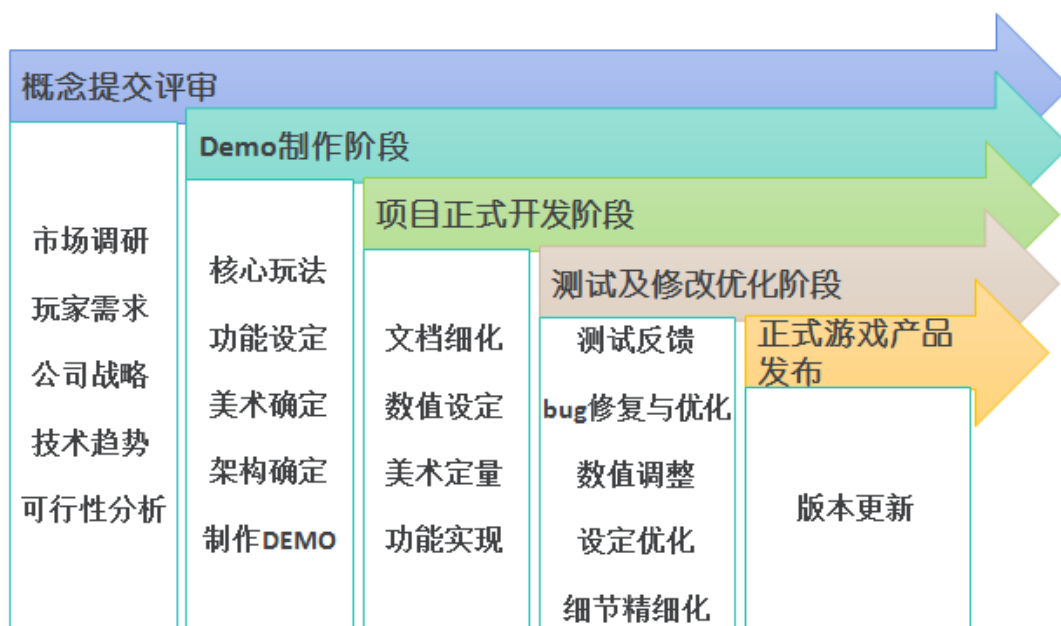 概念提交评审
市场调研
玩家需求
公司战略
技术趋势
可行性分析
Demo制作阶段
核心玩法
功能设定
美术确定
架构确定
制作DEMO
项目正式开发阶段
文档细化
数值设定
美术定量
功能实现
测试及修改优化阶段
测试反馈
bug修复与优化
数值调整
设定优化
细节精细化
正式游戏产品
发布
版本更新